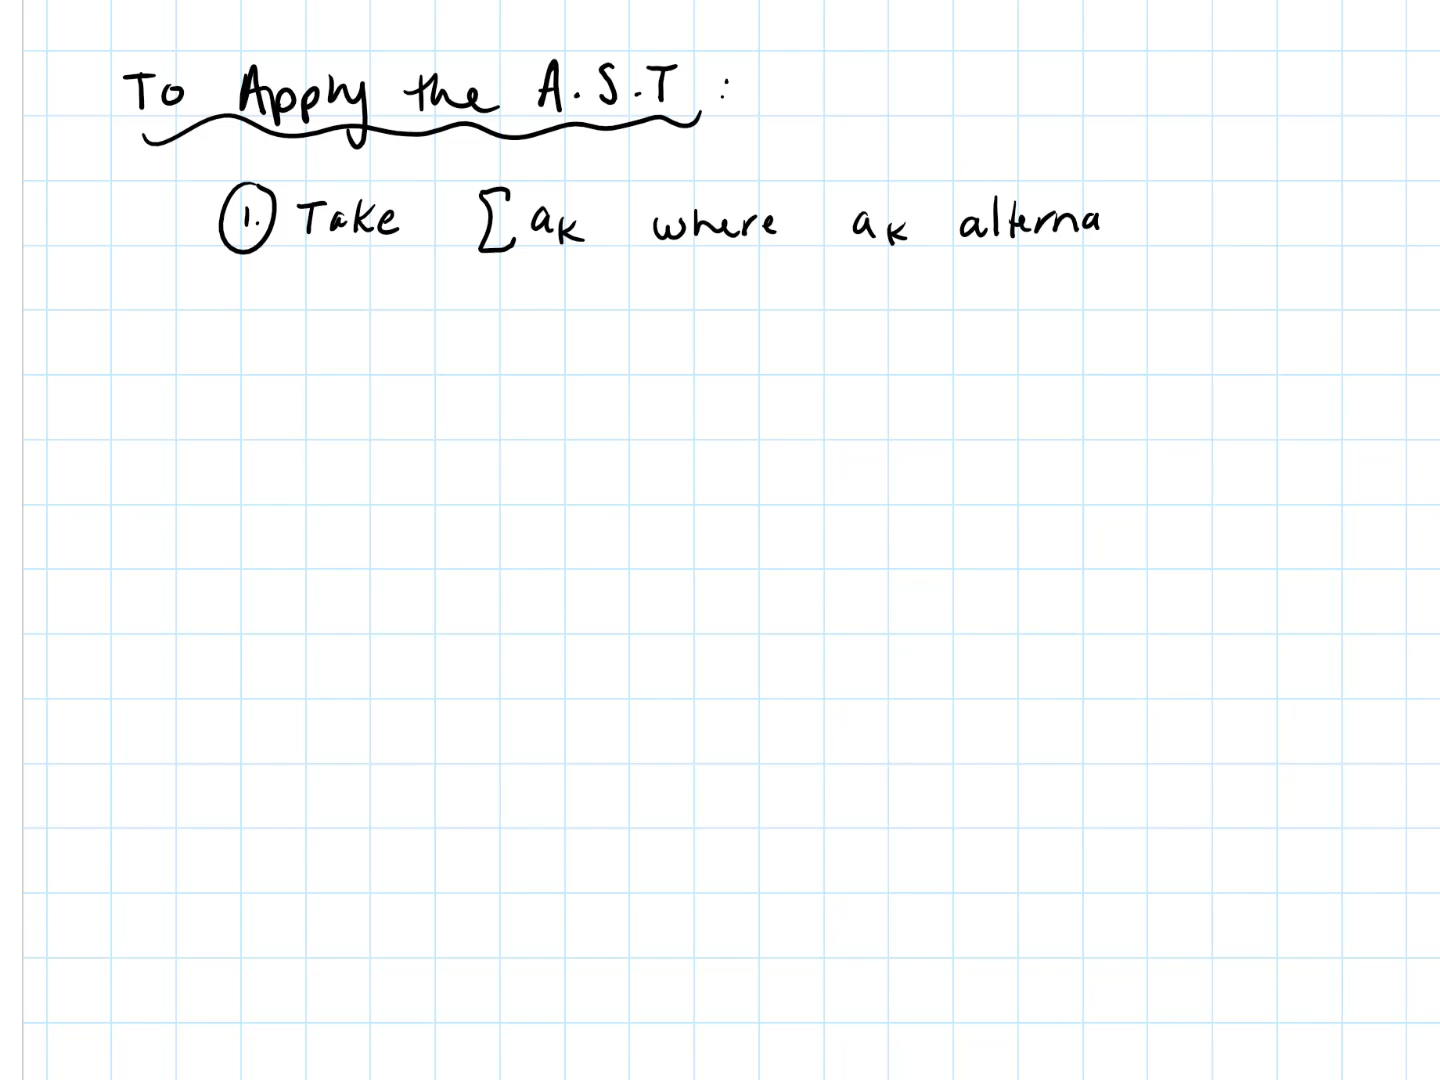 To Apply the A.S.T :
1. Take ∑ aₖ where aₖ alterna